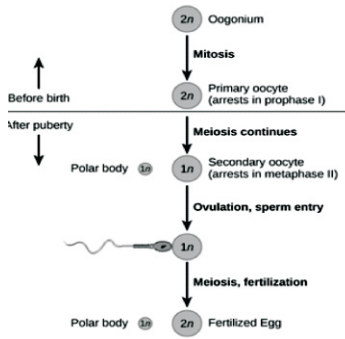 2n Oogonium
Mitosis
2n Primary oocyte
(arrests in prophase I)
Before birth
After puberty
Meiosis continues
Polar body 1n 1n Secondary oocyte
(arrests in metaphase II)
Ovulation, sperm entry
1n
Meiosis, fertilization
Polar body 1n 2n Fertilized Egg